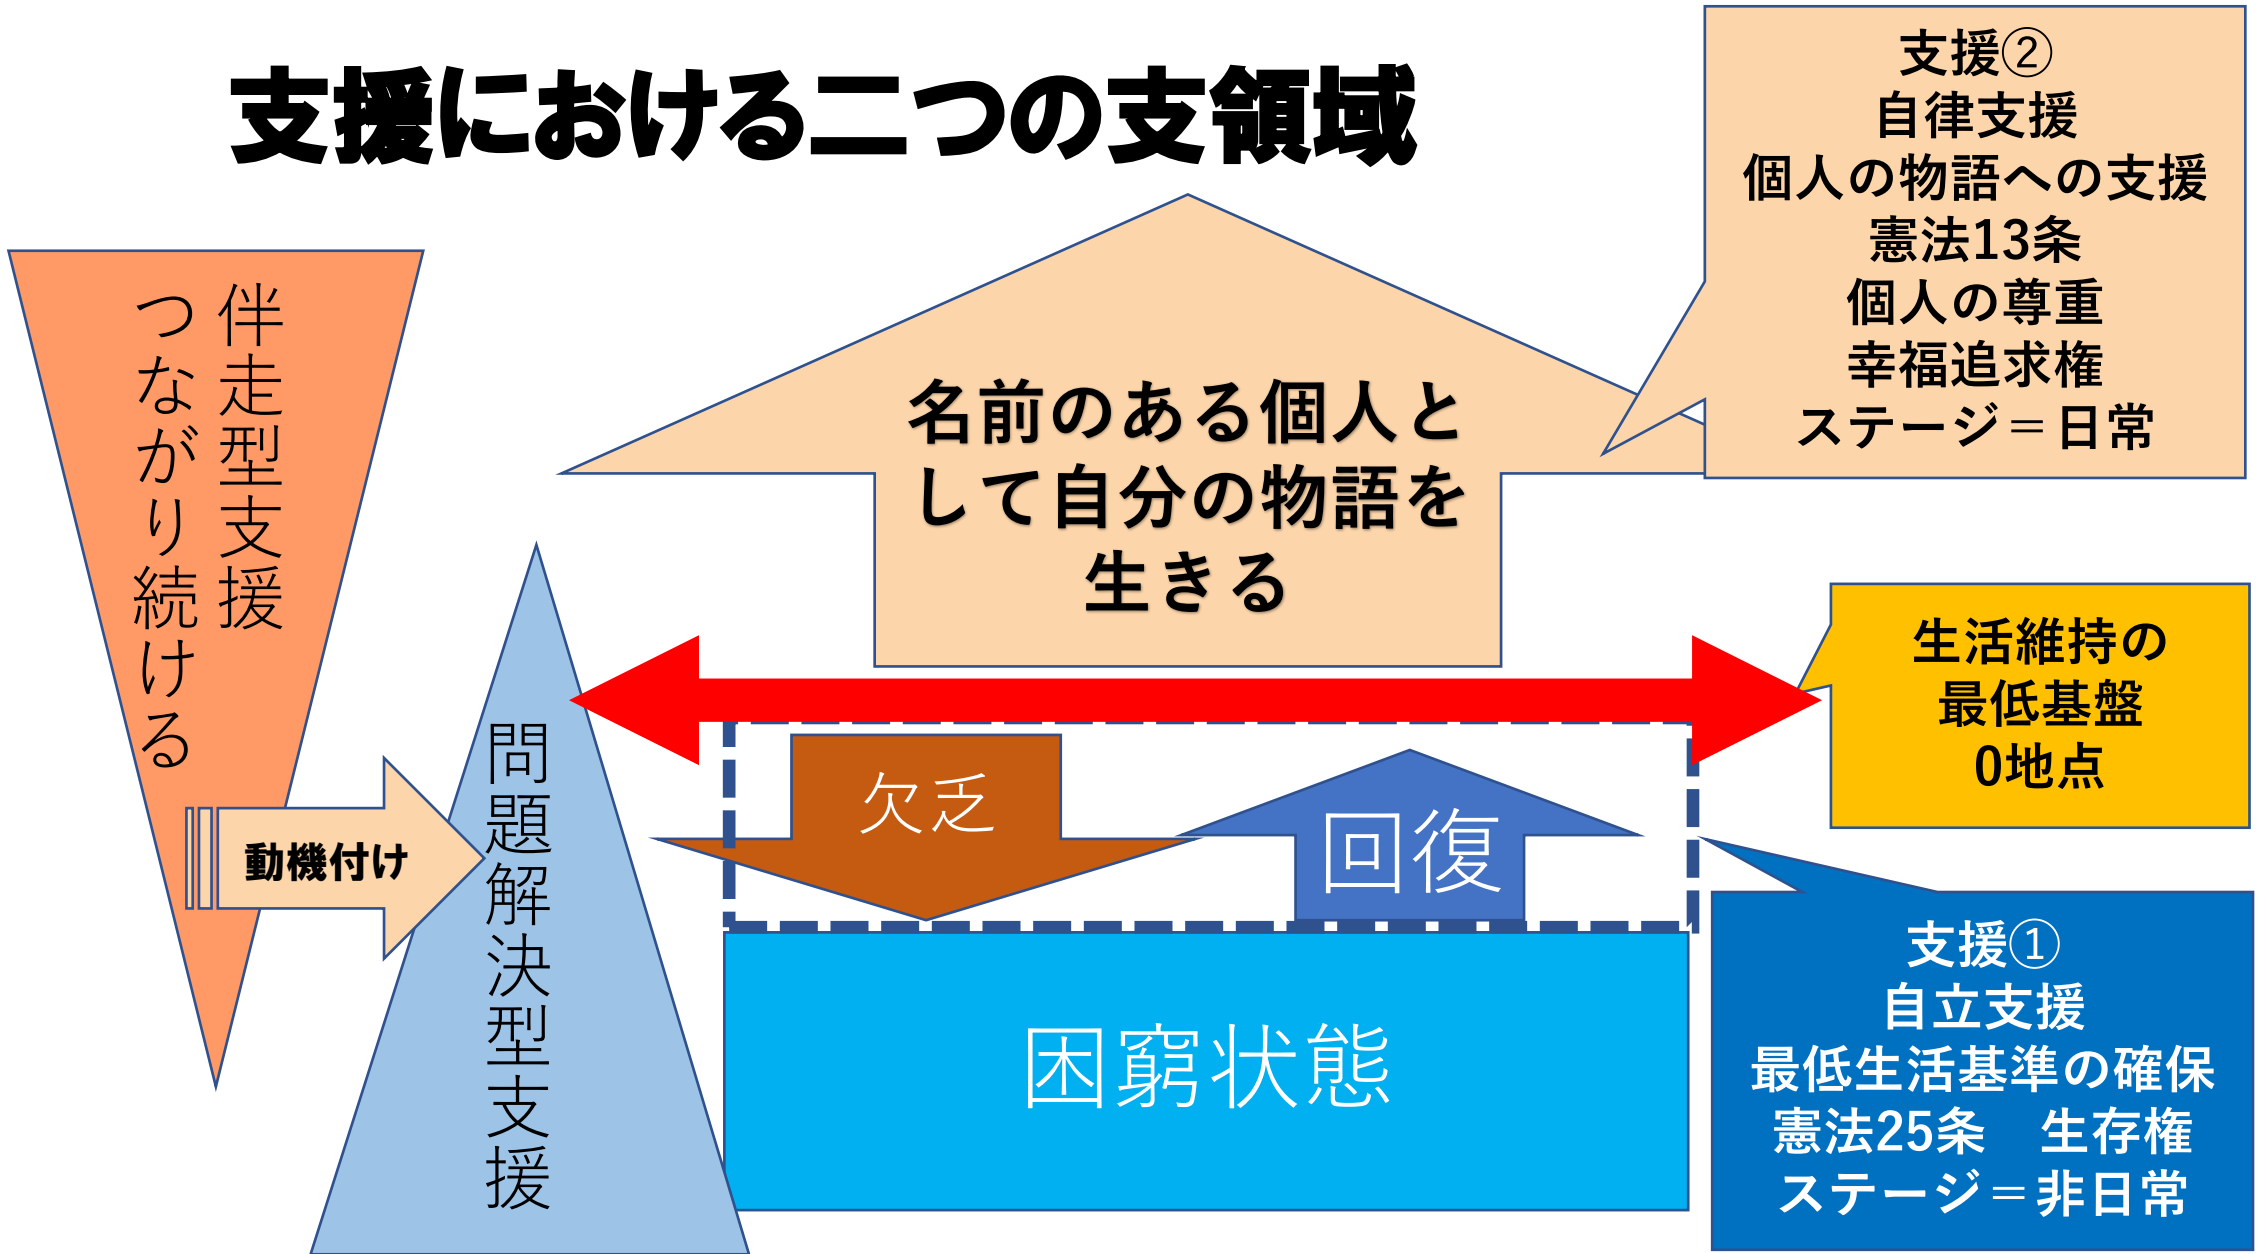 支援における二つの支領域
支援②
自律支援
個人の物語への支援
憲法13条
個人の尊重
幸福追求権
ステージ＝日常
伴走型支援
つながり続ける
名前のある個人と
して自分の物語を
生きる
生活維持の
最低基盤
0地点
動機付け
問題解決型支援
欠乏
回復
困窮状態
支援①
自立支援
最低生活基準の確保
憲法25条　生存権
ステージ＝非日常